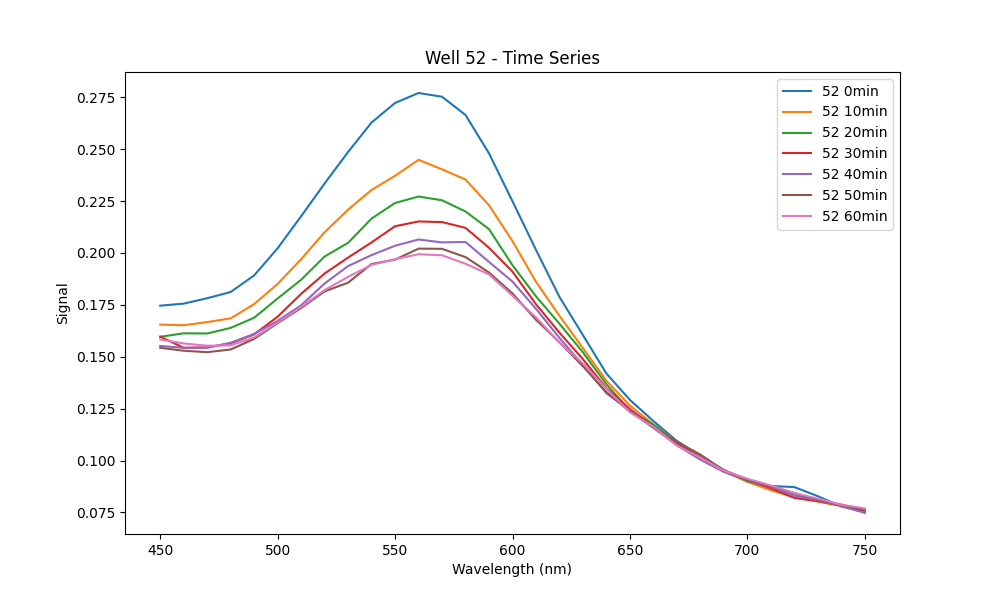 Well 52 - Time Series
52 0min
52 10min
52 20min
52 30min
52 40min
52 50min
52 60min
Signal
0.275
0.250
0.225
0.200
0.175
0.150
0.125
0.100
0.075
450 500 550 600 650 700 750
Wavelength (nm)